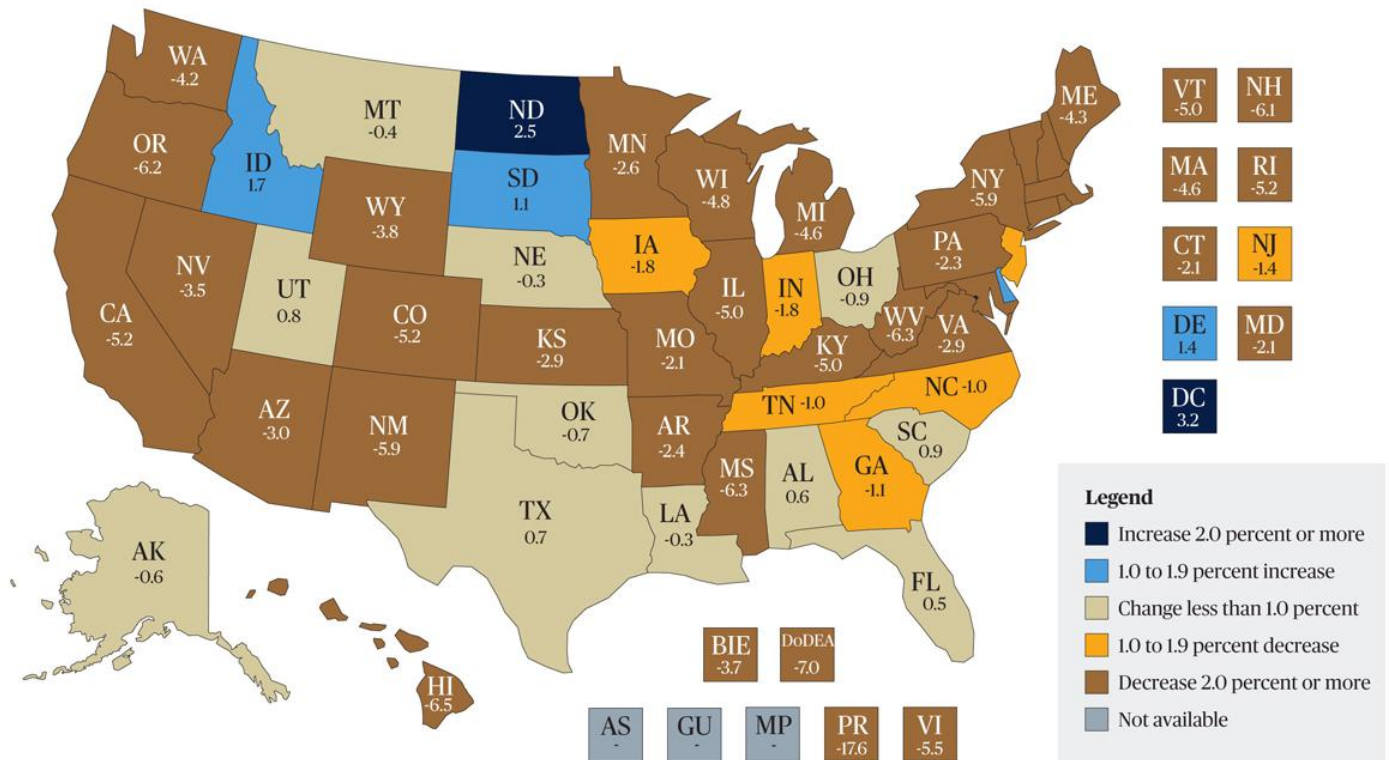 WA
-4.2
OR
-6.2
CA
-5.2
ID
1.7
NV
-3.5
MT
-0.4
WY
-3.8
UT
0.8
AZ
-3.0
CO
-5.2
NM
-5.9
ND
2.5
SD
1.1
NE
-0.3
KS
-2.9
OK
-0.7
TX
0.7
MN
-2.6
IA
-1.8
MO
-2.1
AR
-2.4
LA
-0.3
WI
-4.8
IL
-5.0
MS
-6.3
MI
-4.6
IN
-1.8
KY
-5.0
TN -1.0
AL
0.6
OH
-0.9
WV
-6.3
VA
-2.9
NC -1.0
SC
0.9
GA
-1.1
FL
0.5
PA
-2.3
NY
-5.9
ME
-4.3
AK
-0.6
HI
-6.5
VT
-5.0
NH
-6.1
MA
-4.6
RI
-5.2
CT
-2.1
NJ
-1.4
DE
1.4
MD
-2.1
DC
3.2
BIE
-3.7
DoDEA
-7.0
AS
-
GU
-
MP
-
PR
-17.6
VI
-5.5
Legend
Increase 2.0 percent or more
1.0 to 1.9 percent increase
Change less than 1.0 percent
1.0 to 1.9 percent decrease
Decrease 2.0 percent or more
Not available